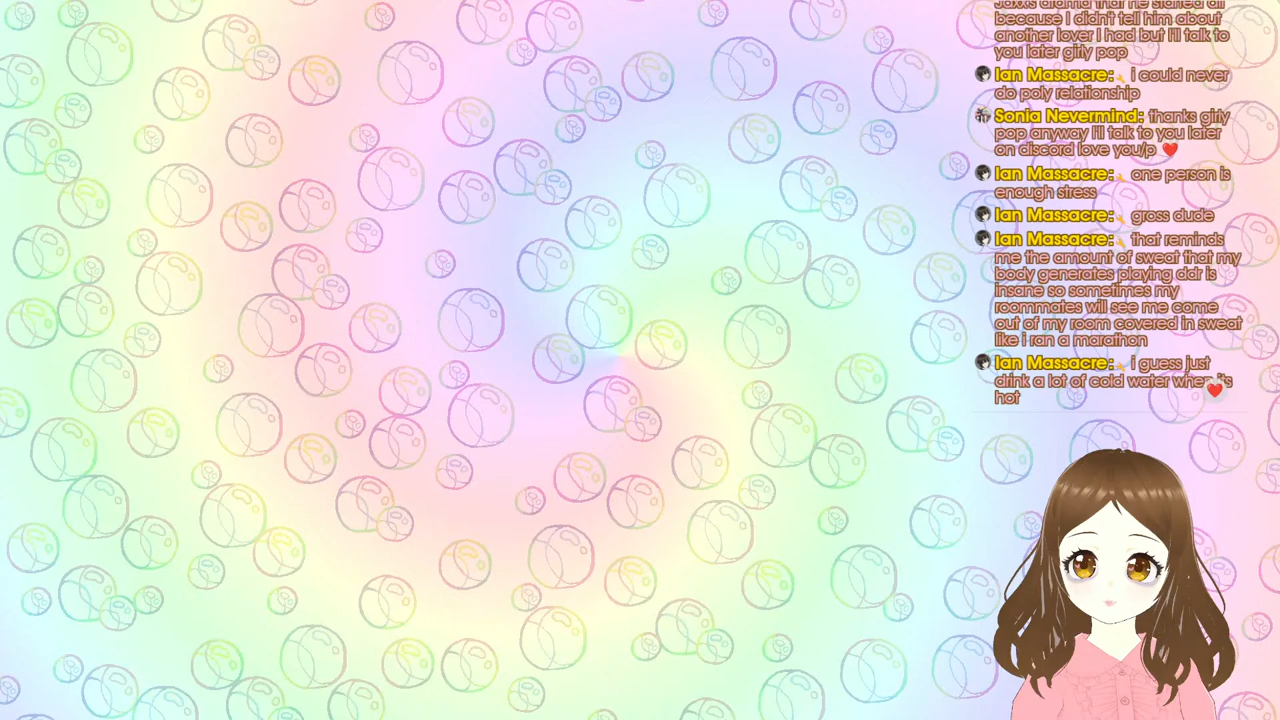 Jaxxs drama that he started all
because I didn't tell him about
another lover I had but I'll talk to
you later girly pop
Ian Massacre: i could never
do poly relationship
Sonia Nevermind: thanks girly
pop anyway I'll talk to you later
on discord love you/p ❤️
Ian Massacre: one person is
enough stress
Ian Massacre: gross dude
Ian Massacre: that reminds
me the amount of sweat that my
body generates playing ddr is
insane so sometimes my
roommates will see me come
out of my room covered in sweat
like i ran a marathon
Ian Massacre: i guess just
drink a lot of cold water when it's
hot